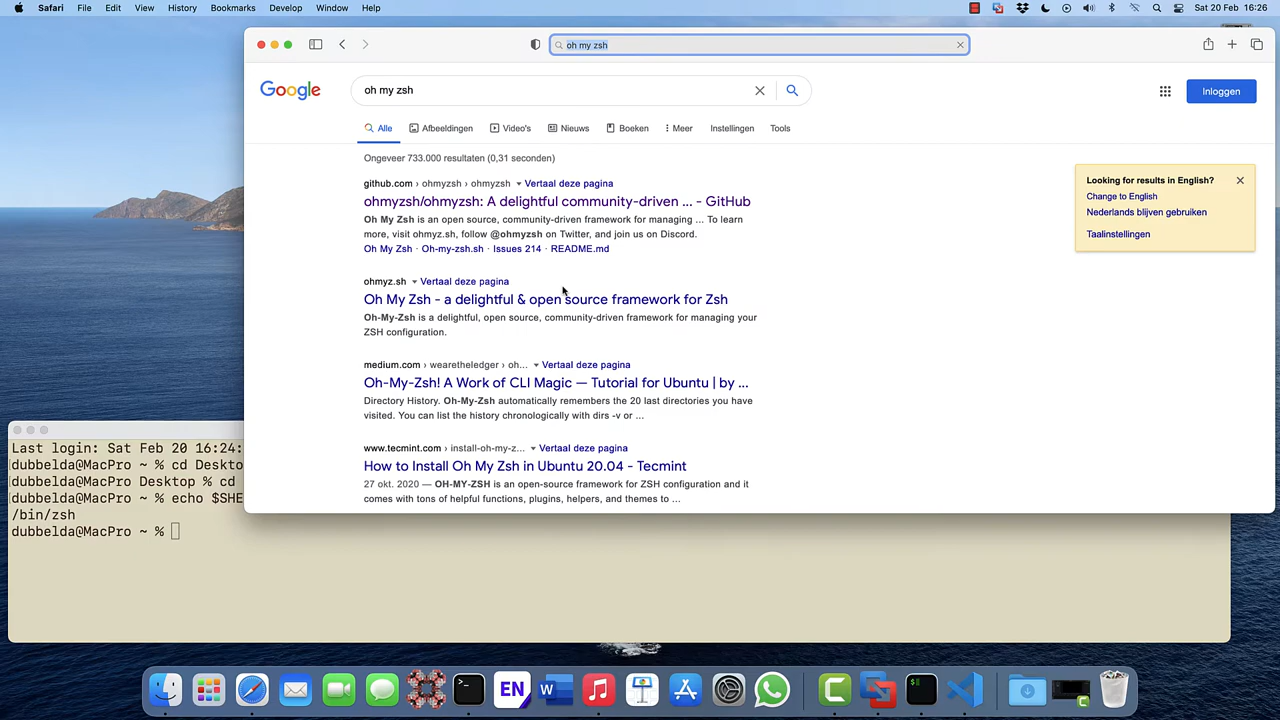 Safari File Edit View History Bookmarks Develop Window Help
Sat 20 Feb 16:26
oh my zsh
Google
oh my zsh
Inloggen
Alle Afbeeldingen Video's Nieuws Boeken Meer Instellingen Tools
Ongeveer 733.000 resultaten (0,31 seconden)
github.com › ohmyzsh › ohmyzsh Vertaal deze pagina
ohmyzsh/ohmyzsh: A delightful community-driven ... - GitHub
Oh My Zsh is an open source, community-driven framework for managing ... To learn
more, visit ohmyz.sh, follow @ohmyzsh on Twitter, and join us on Discord.
Oh My Zsh · Oh-my-zsh.sh · Issues 214 · README.md
ohmyz.sh Vertaal deze pagina
Oh My Zsh - a delightful & open source framework for Zsh
Oh-My-Zsh is a delightful, open source, community-driven framework for managing your
ZSH configuration.
medium.com › wearetheledger › oh... Vertaal deze pagina
Oh-My-Zsh! A Work of CLI Magic — Tutorial for Ubuntu | by ...
Directory History. Oh-My-Zsh automatically remembers the 20 last directories you have
visited. You can list the history chronologically with dirs -v or ...
www.tecmint.com › install-oh-my-z... Vertaal deze pagina
How to Install Oh My Zsh in Ubuntu 20.04 - Tecmint
27 okt. 2020 — OH-MY-ZSH is an open-source framework for ZSH configuration and it
comes with tons of helpful functions, plugins, helpers, and themes to ...
Looking for results in English?
Change to English
Nederlands blijven gebruiken
Taalinstellingen
Last login: Sat Feb 20 16:24:
dubbelda@MacPro ~ % cd Deskto
dubbelda@MacPro Desktop % cd
dubbelda@MacPro ~ % echo $SHE
/bin/zsh
dubbelda@MacPro ~ %
EN
W